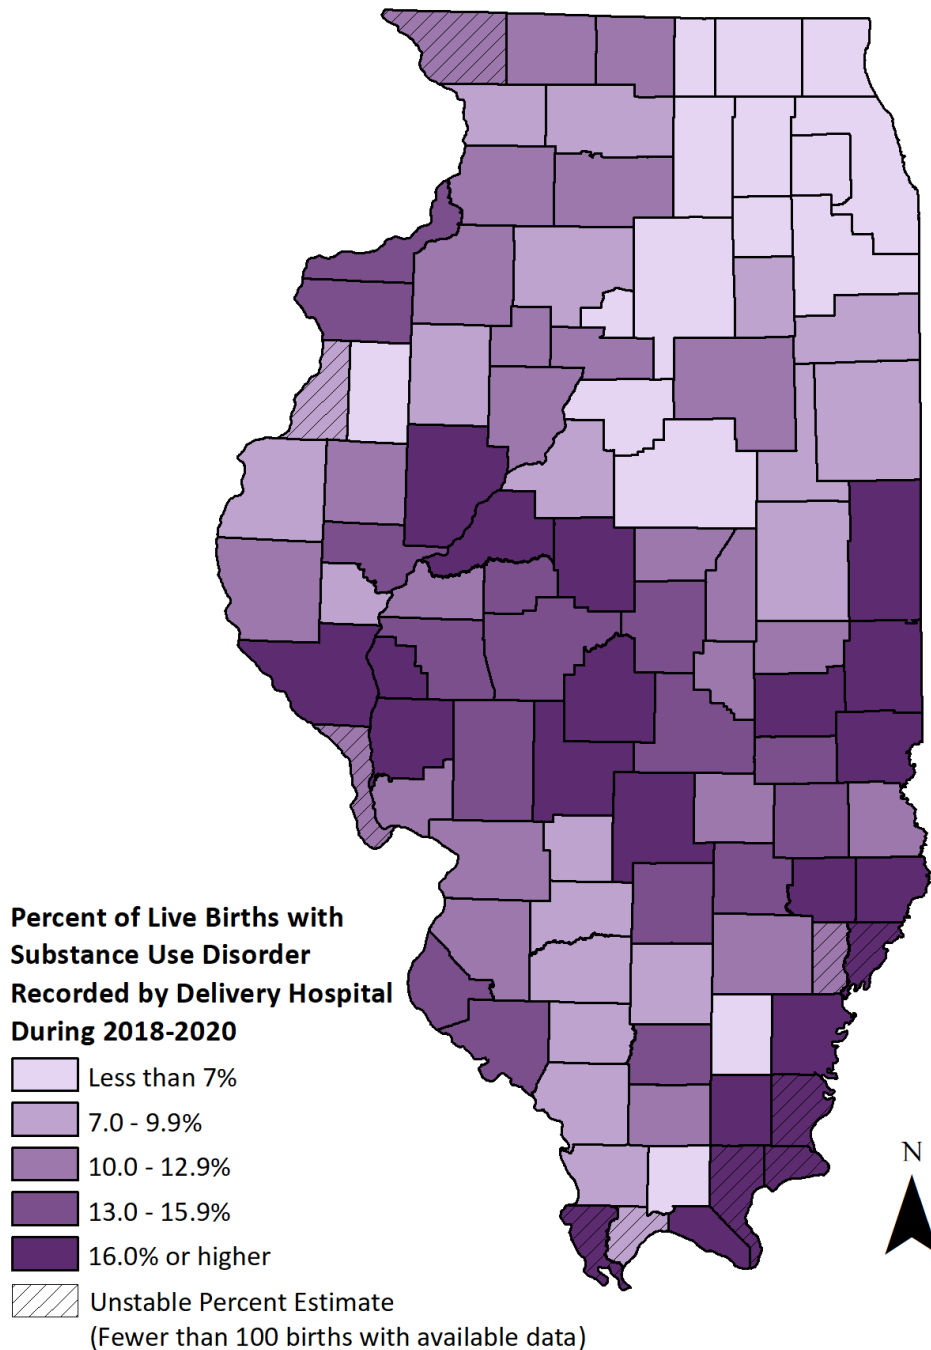 Percent of Live Births with
Substance Use Disorder
Recorded by Delivery Hospital
During 2018-2020
Less than 7%
7.0 - 9.9%
10.0 - 12.9%
13.0 - 15.9%
16.0% or higher
Unstable Percent Estimate
(Fewer than 100 births with available data)
N